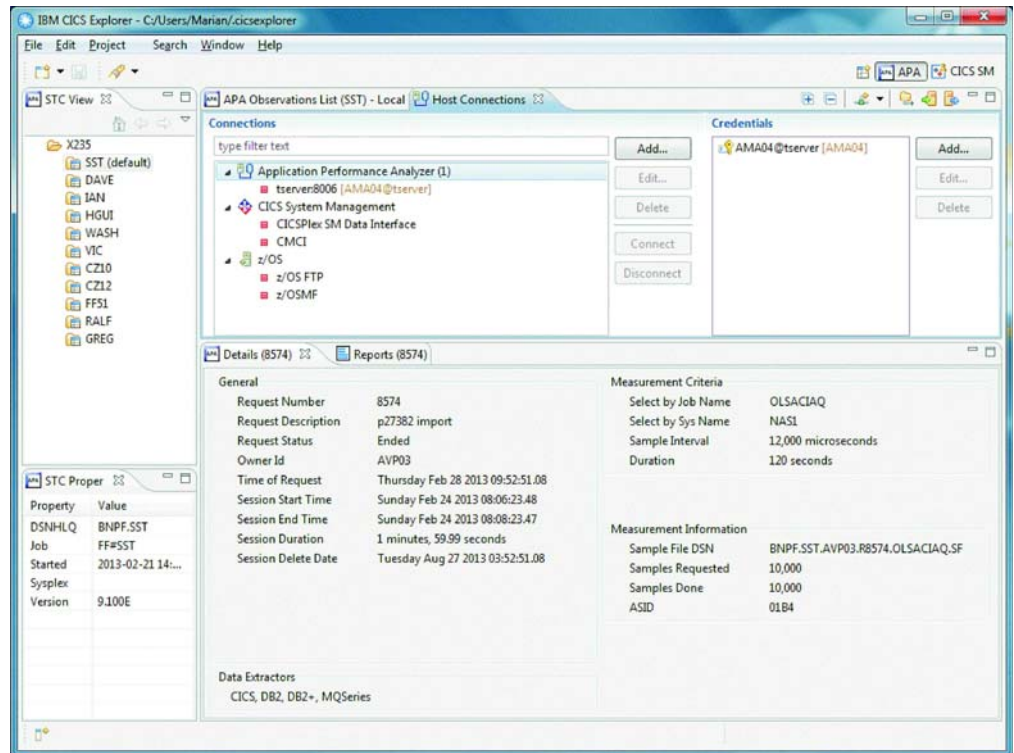 IBM CICS Explorer - C:/Users/Marian/.cicsexplorer
File Edit Project Search Window Help
APA CICS SM
STC View
X235
SST (default)
DAVE
IAN
HGUI
WASH
VIC
CZ10
CZ12
FF51
RALF
GREG
APA Observations List (SST) - Local Host Connections
Connections
type filter text
Application Performance Analyzer (1)
tserver:8006 [AMA04@tserver]
CICS System Management
CICSPlex SM Data Interface
CMCI
z/OS
z/OS FTP
z/OSMF
Add...
Edit...
Delete
Connect
Disconnect
Credentials
AMA04@tserver [AMA04]
Add...
Edit...
Delete
STC Proper
Property Value
DSNHLQ BNPF.SST
Job FF#SST
Started 2013-02-21 14:...
Sysplex
Version 9.100E
Details (8574) Reports (8574)
General
Request Number 8574
Request Description p27382 import
Request Status Ended
Owner Id AVP03
Time of Request Thursday Feb 28 2013 09:52:51.08
Session Start Time Sunday Feb 24 2013 08:06:23.48
Session End Time Sunday Feb 24 2013 08:08:23.47
Session Duration 1 minutes, 59.99 seconds
Session Delete Date Tuesday Aug 27 2013 03:52:51.08
Measurement Criteria
Select by Job Name OLSACIAQ
Select by Sys Name NAS1
Sample Interval 12,000 microseconds
Duration 120 seconds
Measurement Information
Sample File DSN BNPF.SST.AVP03.R8574.OLSACIAQ.SF
Samples Requested 10,000
Samples Done 10,000
ASID 01B4
Data Extractors
CICS, DB2, DB2+, MQSeries